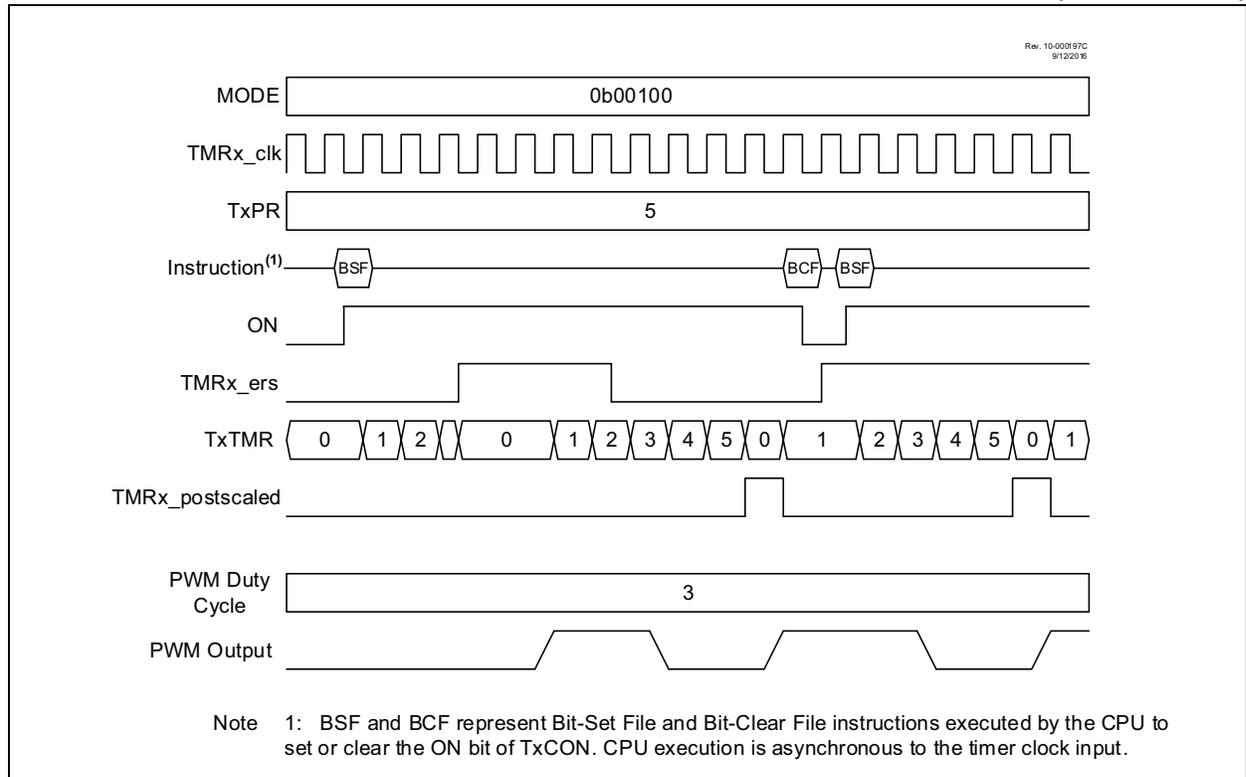 Rev. 10-000197C
9/12/2016
MODE 0b00100
TMRx_clk
TxPR 5
Instruction(1) BSF BCF BSF
ON
TMRx_ers
TxTMR 0 1 2 0 1 2 3 4 5 0 1 2 3 4 5 0 1
TMRx_postscaled
PWM Duty
Cycle 3
PWM Output
Note 1: BSF and BCF represent Bit-Set File and Bit-Clear File instructions executed by the CPU to
set or clear the ON bit of TxCON. CPU execution is asynchronous to the timer clock input.